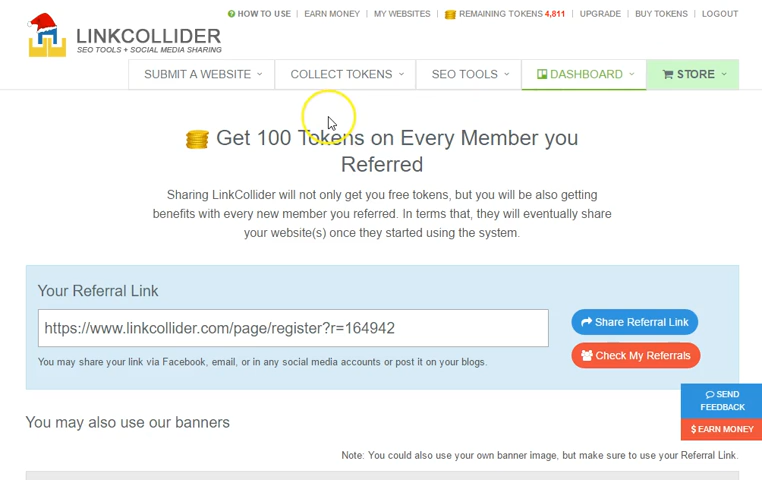 HOW TO USE | EARN MONEY | MY WEBSITES | REMAINING TOKENS 4,811 | UPGRADE | BUY TOKENS | LOGOUT
LINKCOLLIDER
SEO TOOLS + SOCIAL MEDIA SHARING
SUBMIT A WEBSITE COLLECT TOKENS SEO TOOLS DASHBOARD STORE
Get 100 Tokens on Every Member you
Referred
Sharing LinkCollider will not only get you free tokens, but you will be also getting
benefits with every new member you referred. In terms that, they will eventually share
your website(s) once they started using the system.
Your Referral Link
https://www.linkcollider.com/page/register?r=164942
Share Referral Link
Check My Referrals
You may share your link via Facebook, email, or in any social media accounts or post it on your blogs.
SEND
FEEDBACK
$ EARN MONEY
You may also use our banners
Note: You could also use your own banner image, but make sure to use your Referral Link.